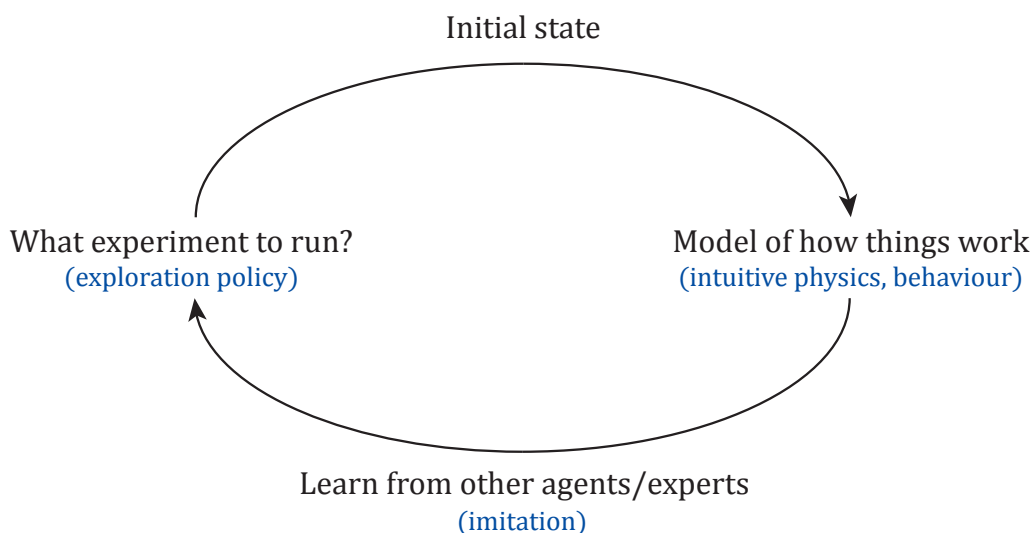 Initial state
What experiment to run?
(exploration policy)
Model of how things work
(intuitive physics, behaviour)
Learn from other agents/experts
(imitation)